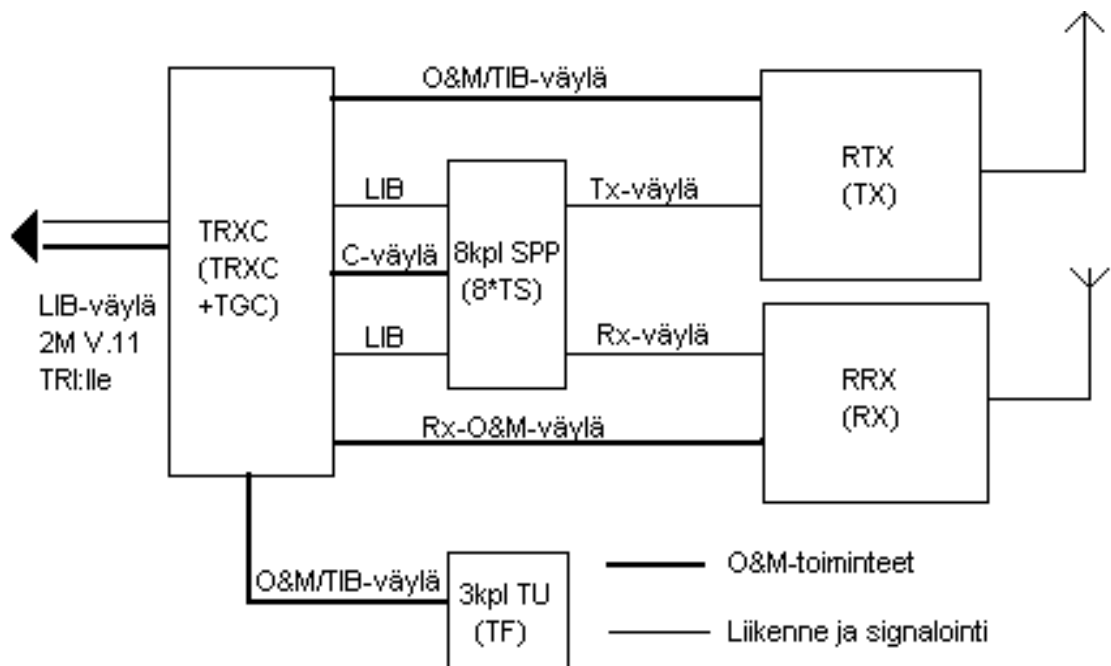 O&M/TIB-väylä
RTX
(TX)
LIB
Tx-väylä
TRXC
(TRXC
+TGC)
C-väylä
8kpl SPP
(8*TS)
LIB-väylä
2M V.11
TRI:lle
LIB
Rx-väylä
RRX
(RX)
Rx-O&M-väylä
O&M/TIB-väylä
3kpl TU
(TF)
O&M-toiminteet
Liikenne ja signalointi